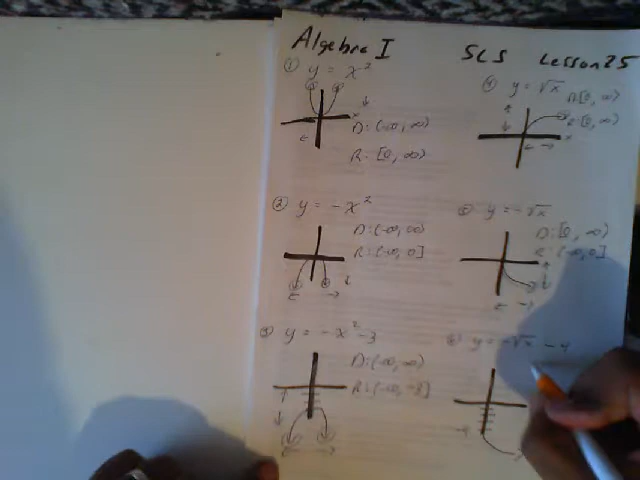 Algebra I SCS Lesson 25
① y = x²
x
D: (-∞, ∞)
R: [0, ∞)
② y = -x²
D: (-∞, ∞)
R: (-∞, 0]
③ y = -x² - 3
D: (-∞, ∞)
R: (-∞, -3]
④ y = √x
D: [0, ∞)
R: [0, ∞)
x
⑤ y = -√x
D: [0, ∞)
R: (-∞, 0]
⑥ y = -√x - 4